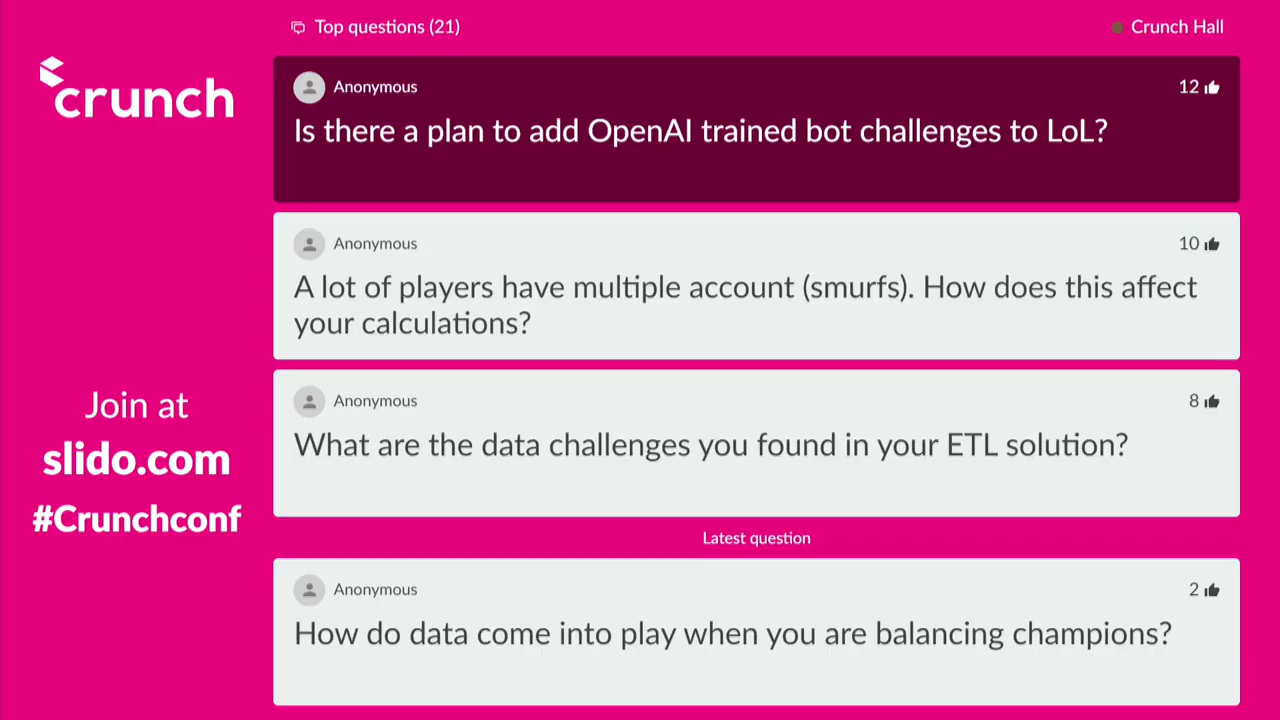 Top questions (21)
Crunch Hall
crunch
Anonymous
12
Is there a plan to add OpenAI trained bot challenges to LoL?
Anonymous
10
A lot of players have multiple account (smurfs). How does this affect
your calculations?
Anonymous
8
What are the data challenges you found in your ETL solution?
Join at
slido.com
#Crunchconf
Latest question
Anonymous
2
How do data come into play when you are balancing champions?